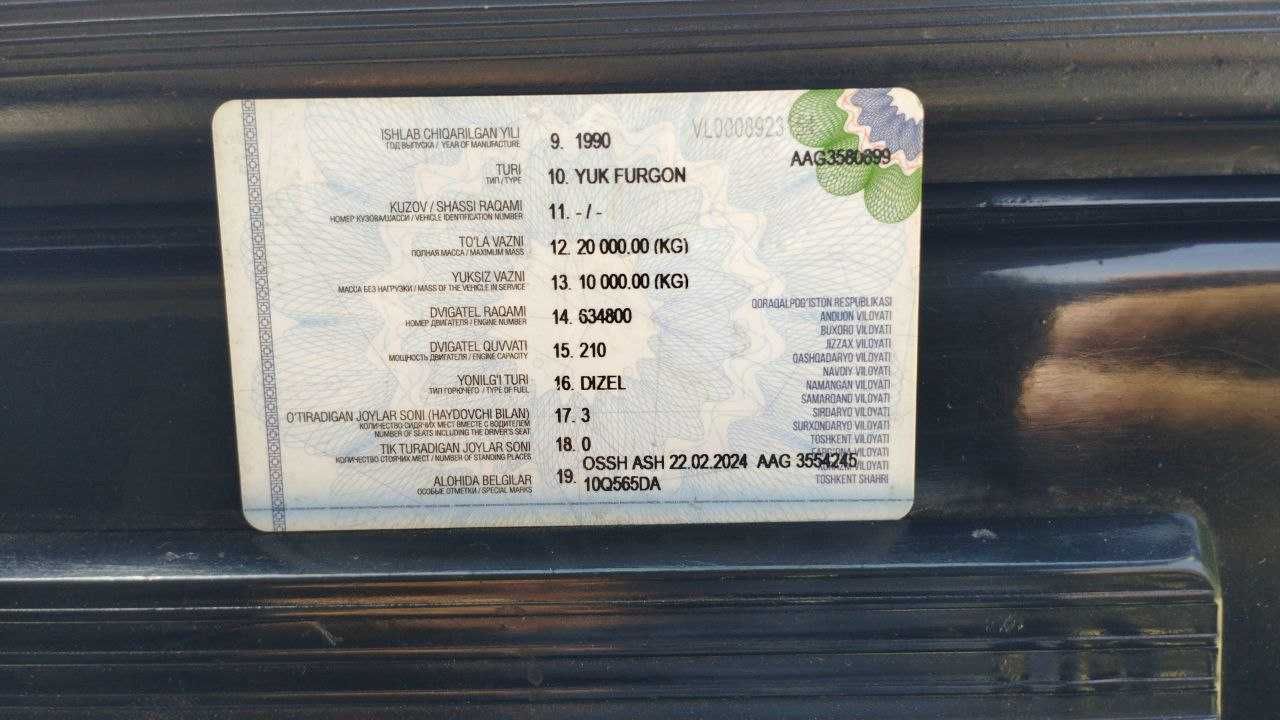 VL0008923
AAG3580699
ISHLAB CHIQARILGAN YILI 9. 1990
ГОД ВЫПУСКА / YEAR OF MANUFACTURE
TURI 10. YUK FURGON
ТИП / TYPE
KUZOV / SHASSI RAQAMI 11. - / -
НОМЕР КУЗОВА/ШАССИ / VEHICLE IDENTIFICATION NUMBER
TO'LA VAZNI 12. 20 000.00 (KG)
ПОЛНАЯ МАССА / MAXIMUM MASS
YUKSIZ VAZNI 13. 10 000.00 (KG)
МАССА БЕЗ НАГРУЗКИ / MASS OF THE VEHICLE IN SERVICE
DVIGATEL RAQAMI 14. 634800
НОМЕР ДВИГАТЕЛЯ / ENGINE NUMBER
DVIGATEL QUVVATI 15. 210
МОЩНОСТЬ ДВИГАТЕЛЯ / ENGINE CAPACITY
YONILG'I TURI 16. DIZEL
ТИП ГОРЮЧЕГО / TYPE OF FUEL
O'TIRADIGAN JOYLAR SONI (HAYDOVCHI BILAN) 17. 3
КОЛИЧЕСТВО СИДЯЧИХ МЕСТ ВМЕСТЕ С ВОДИТЕЛЕМ
NUMBER OF SEATS INCLUDING THE DRIVER'S SEAT
TIK TURADIGAN JOYLAR SONI 18. 0
КОЛИЧЕСТВО СТОЯЧИХ МЕСТ / NUMBER OF STANDING PLACES
ALOHIDA BELGILAR 19. OSSH ASH 22.02.2024 AAG 3554245
ОСОБЫЕ ОТМЕТКИ / SPECIAL MARKS 10Q565DA
QORAQALPOG'ISTON RESPUBLIKASI
ANDIJON VILOYATI
BUXORO VILOYATI
JIZZAX VILOYATI
QASHQADARYO VILOYATI
NAVOIY VILOYATI
NAMANGAN VILOYATI
SAMARQAND VILOYATI
SIRDARYO VILOYATI
SURXONDARYO VILOYATI
TOSHKENT VILOYATI
FARG'ONA VILOYATI
VILOYATI
TOSHKENT SHAHRI